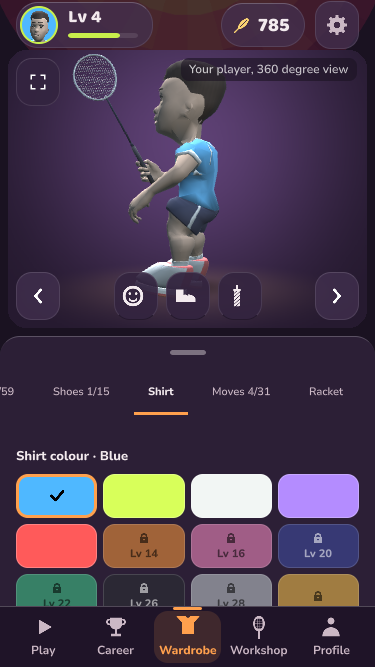 Lv 4
785
Your player, 360 degree view
/59
Shoes 1/15
Shirt
Moves 4/31
Racket
Shirt colour · Blue
Lv 14
Lv 16
Lv 20
Lv 22
Lv 26
Lv 28
Play
Career
Wardrobe
Workshop
Profile